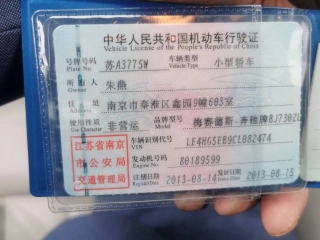 中华人民共和国机动车行驶证
Vehicle License of the People's Republic of China
号牌号码 苏A3775W 车辆类型 小型轿车
Plate No. Vehicle Type
所有人 朱燕
Owner
住址 南京市秦淮区鑫园9幢603室
Address
使用性质 非营运 品牌型号 梅赛德斯-奔驰牌BJ7302
Use Character Model
江苏省南京市公安局交通管理局
车辆识别代号 LE4HG5EB9CL082474
VIN
发动机号码 80189599
Engine No.
注册日期 2013-08-14 发证日期 2013-08-15
Register Date Issue Date